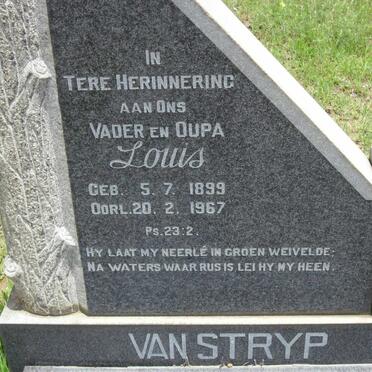 IN
TERE HERINNERING
AAN ONS
VADER EN OUPA
Louis
GEB. 5. 7. 1899
OORL. 20. 2. 1967
PS. 23:2.
HY LAAT MY NEERLÊ IN GROEN WEIVELDE;
NA WATERS WAAR RUS IS LEI HY MY HEEN.
VAN STRYP